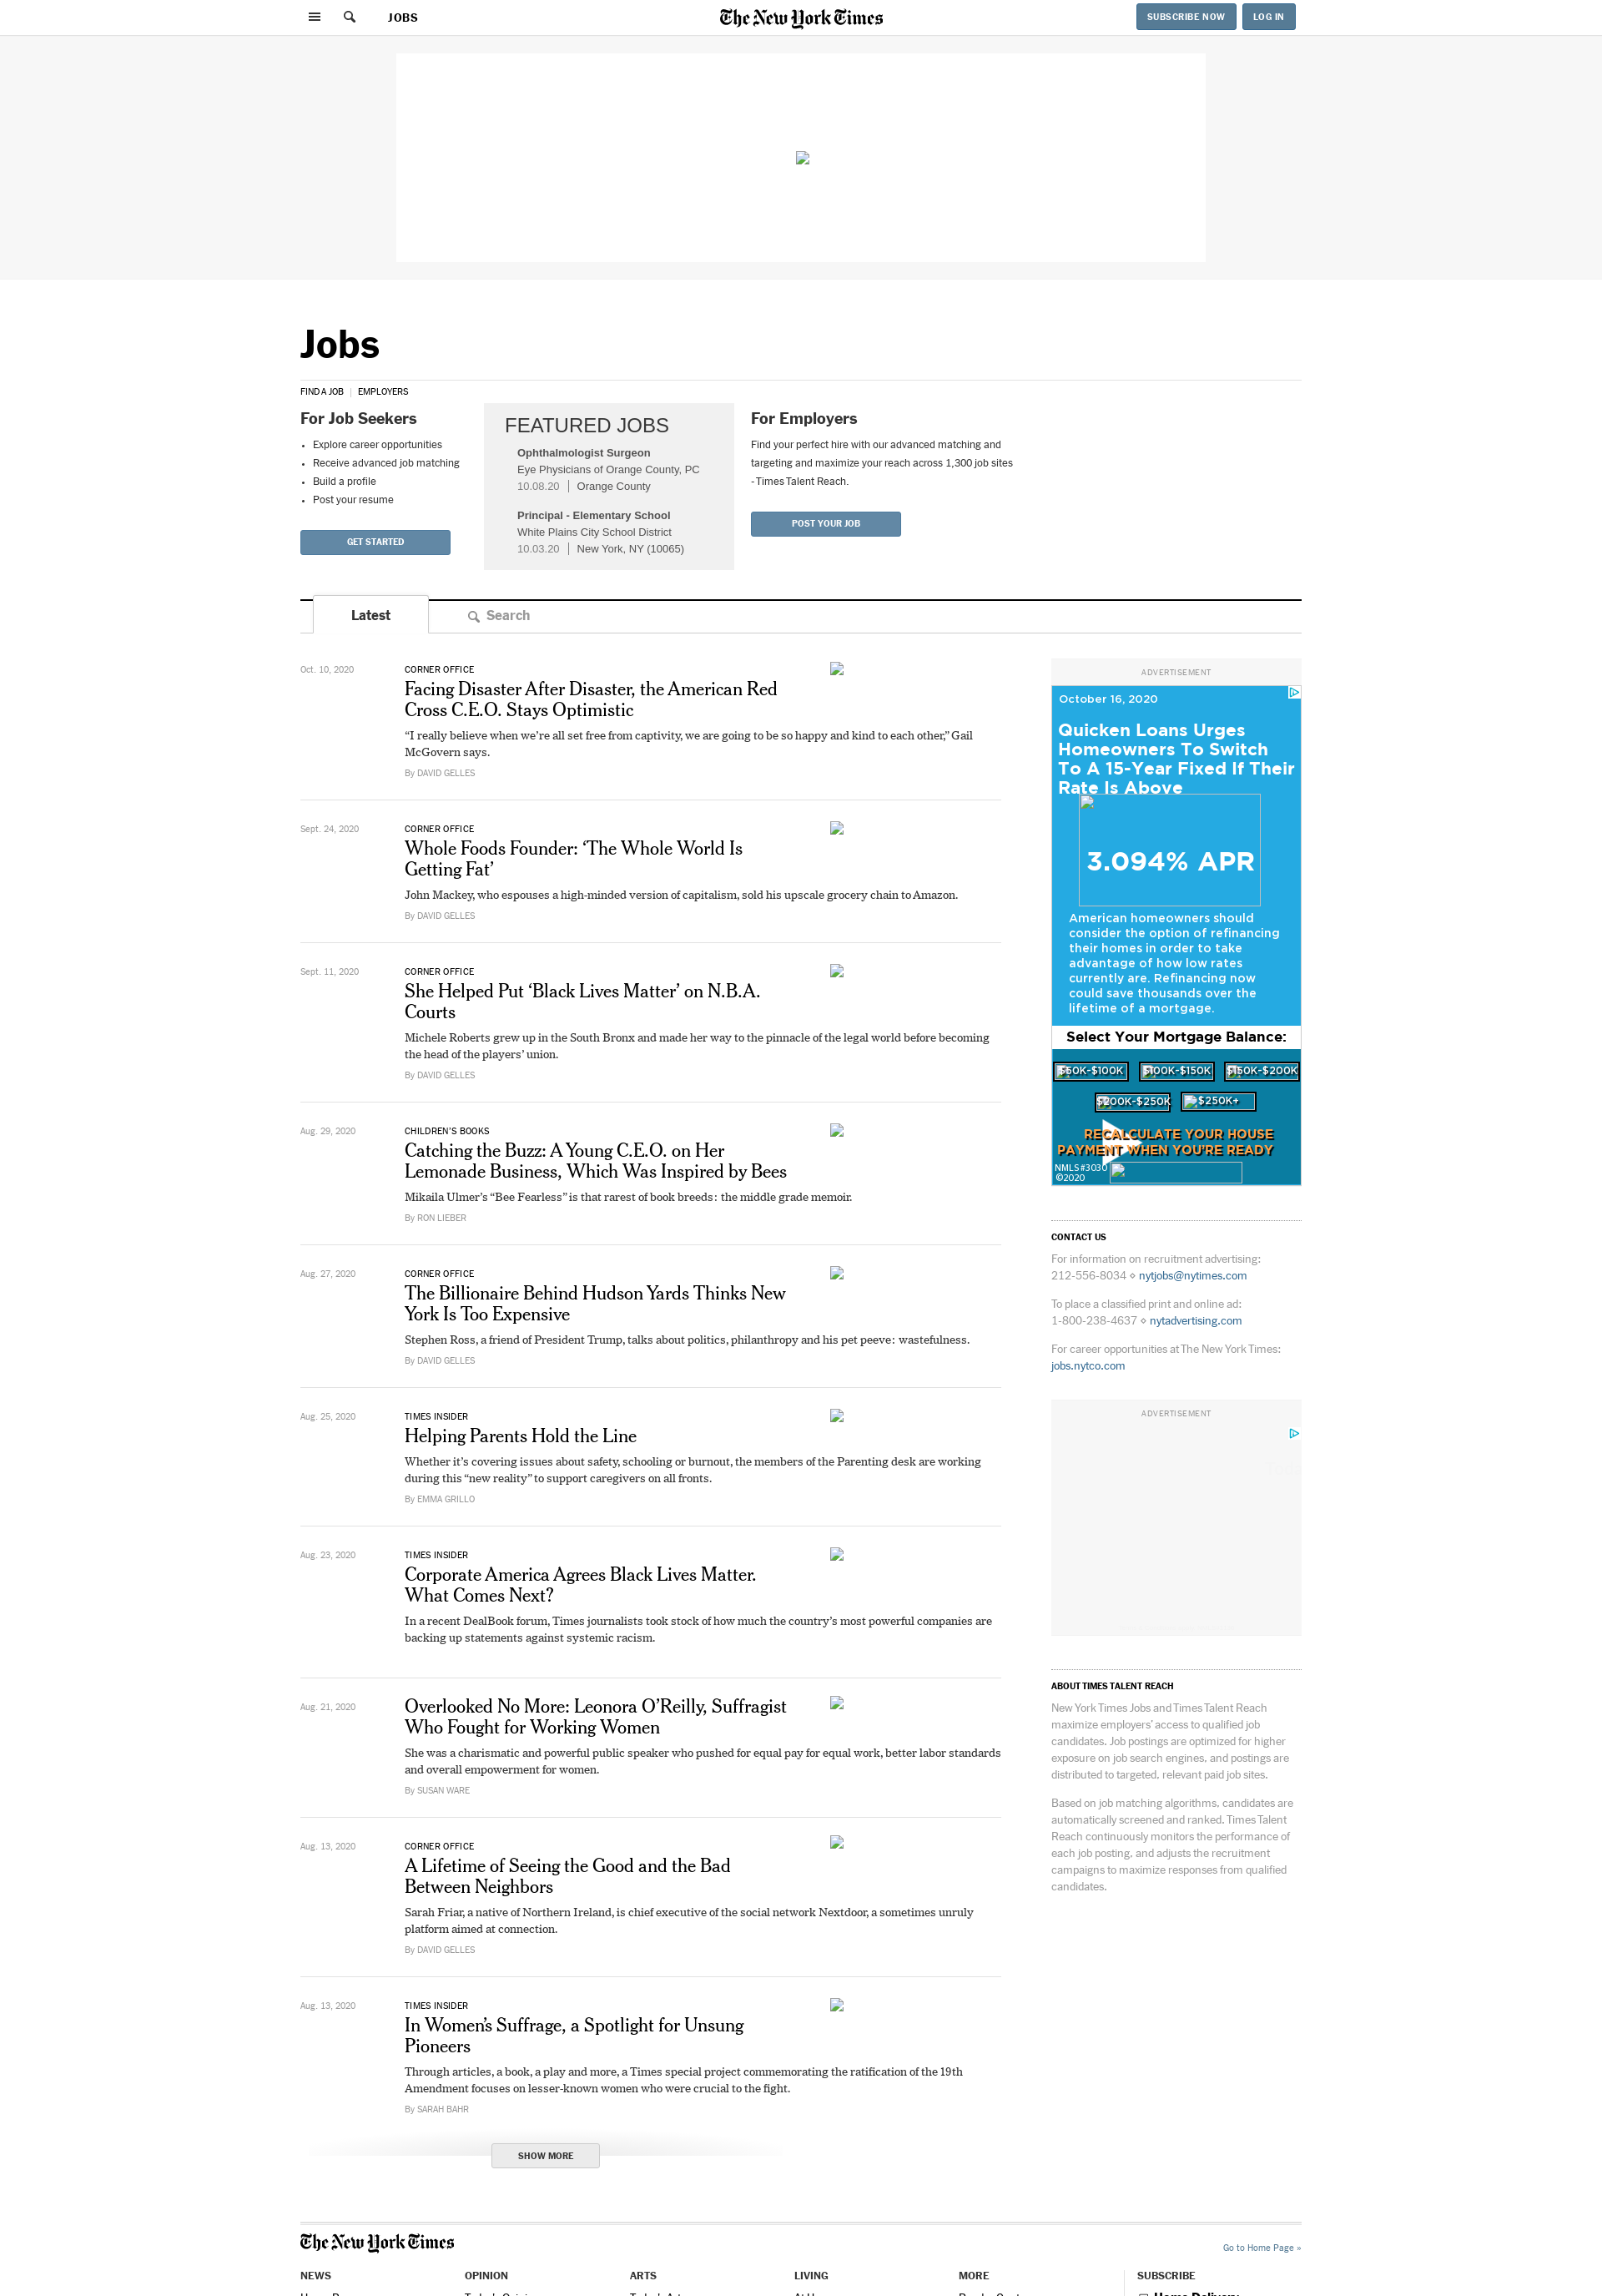 JOBS
The New York Times
SUBSCRIBE NOW
LOG IN
Jobs
FIND A JOB | EMPLOYERS
For Job Seekers
• Explore career opportunities
• Receive advanced job matching
• Build a profile
• Post your resume
GET STARTED
FEATURED JOBS
Ophthalmologist Surgeon
Eye Physicians of Orange County, PC
10.08.20 | Orange County
Principal - Elementary School
White Plains City School District
10.03.20 | New York, NY (10065)
For Employers
Find your perfect hire with our advanced matching and
targeting and maximize your reach across 1,300 job sites
- Times Talent Reach.
POST YOUR JOB
Latest
Search
Oct. 10, 2020
CORNER OFFICE
Facing Disaster After Disaster, the American Red
Cross C.E.O. Stays Optimistic
“I really believe when we’re all set free from captivity, we are going to be so happy and kind to each other,” Gail
McGovern says.
By DAVID GELLES
Sept. 24, 2020
CORNER OFFICE
Whole Foods Founder: ‘The Whole World Is
Getting Fat’
John Mackey, who espouses a high-minded version of capitalism, sold his upscale grocery chain to Amazon.
By DAVID GELLES
Sept. 11, 2020
CORNER OFFICE
She Helped Put ‘Black Lives Matter’ on N.B.A.
Courts
Michele Roberts grew up in the South Bronx and made her way to the pinnacle of the legal world before becoming
the head of the players’ union.
By DAVID GELLES
Aug. 29, 2020
CHILDREN’S BOOKS
Catching the Buzz: A Young C.E.O. on Her
Lemonade Business, Which Was Inspired by Bees
Mikaila Ulmer’s “Bee Fearless” is that rarest of book breeds: the middle grade memoir.
By RON LIEBER
Aug. 27, 2020
CORNER OFFICE
The Billionaire Behind Hudson Yards Thinks New
York Is Too Expensive
Stephen Ross, a friend of President Trump, talks about politics, philanthropy and his pet peeve: wastefulness.
By DAVID GELLES
Aug. 25, 2020
TIMES INSIDER
Helping Parents Hold the Line
Whether it’s covering issues about safety, schooling or burnout, the members of the Parenting desk are working
during this “new reality” to support caregivers on all fronts.
By EMMA GRILLO
Aug. 23, 2020
TIMES INSIDER
Corporate America Agrees Black Lives Matter.
What Comes Next?
In a recent DealBook forum, Times journalists took stock of how much the country’s most powerful companies are
backing up statements against systemic racism.
Aug. 21, 2020
Overlooked No More: Leonora O’Reilly, Suffragist
Who Fought for Working Women
She was a charismatic and powerful public speaker who pushed for equal pay for equal work, better labor standards
and overall empowerment for women.
By SUSAN WARE
Aug. 13, 2020
CORNER OFFICE
A Lifetime of Seeing the Good and the Bad
Between Neighbors
Sarah Friar, a native of Northern Ireland, is chief executive of the social network Nextdoor, a sometimes unruly
platform aimed at connection.
By DAVID GELLES
Aug. 13, 2020
TIMES INSIDER
In Women’s Suffrage, a Spotlight for Unsung
Pioneers
Through articles, a book, a play and more, a Times special project commemorating the ratification of the 19th
Amendment focuses on lesser-known women who were crucial to the fight.
By SARAH BAHR
SHOW MORE
ADVERTISEMENT
October 16, 2020
Quicken Loans Urges
Homeowners To Switch
To A 15-Year Fixed If Their
Rate Is Above
3.094% APR
American homeowners should
consider the option of refinancing
their homes in order to take
advantage of how low rates
currently are. Refinancing now
could save thousands over the
lifetime of a mortgage.
Select Your Mortgage Balance:
$60K-$100K $100K-$150K $150K-$200K
$200K-$250K $250K+
RECALCULATE YOUR HOUSE
PAYMENT WHEN YOU'RE READY
NMLS#3030
©2020
CONTACT US
For information on recruitment advertising:
212-556-8034 ⋄ nytjobs@nytimes.com
To place a classified print and online ad:
1-800-238-4637 ⋄ nytadvertising.com
For career opportunities at The New York Times:
jobs.nytco.com
ADVERTISEMENT
ABOUT TIMES TALENT REACH
New York Times Jobs and Times Talent Reach
maximize employers’ access to qualified job
candidates. Job postings are optimized for higher
exposure on job search engines, and postings are
distributed to targeted, relevant paid job sites.
Based on job matching algorithms, candidates are
automatically screened and ranked. Times Talent
Reach continuously monitors the performance of
each job posting, and adjusts the recruitment
campaigns to maximize responses from qualified
candidates.
The New York Times
Go to Home Page »
NEWS
OPINION
ARTS
LIVING
MORE
SUBSCRIBE